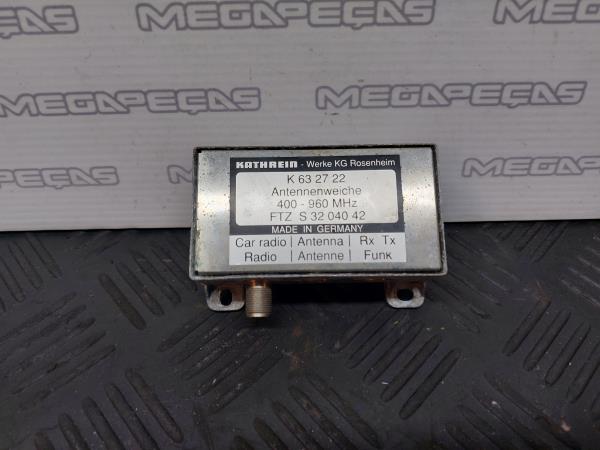 MEGAPEÇAS MEGAPEÇAS
MEGAPEÇAS MEGAPEÇAS
KATHREIN - Werke KG Rosenheim
K 63 27 22
Antennenweiche
400 - 960 MHz
FTZ S 32 040 42
MADE IN GERMANY
Car radio | Antenna | Rx Tx
Radio | Antenne | Funk